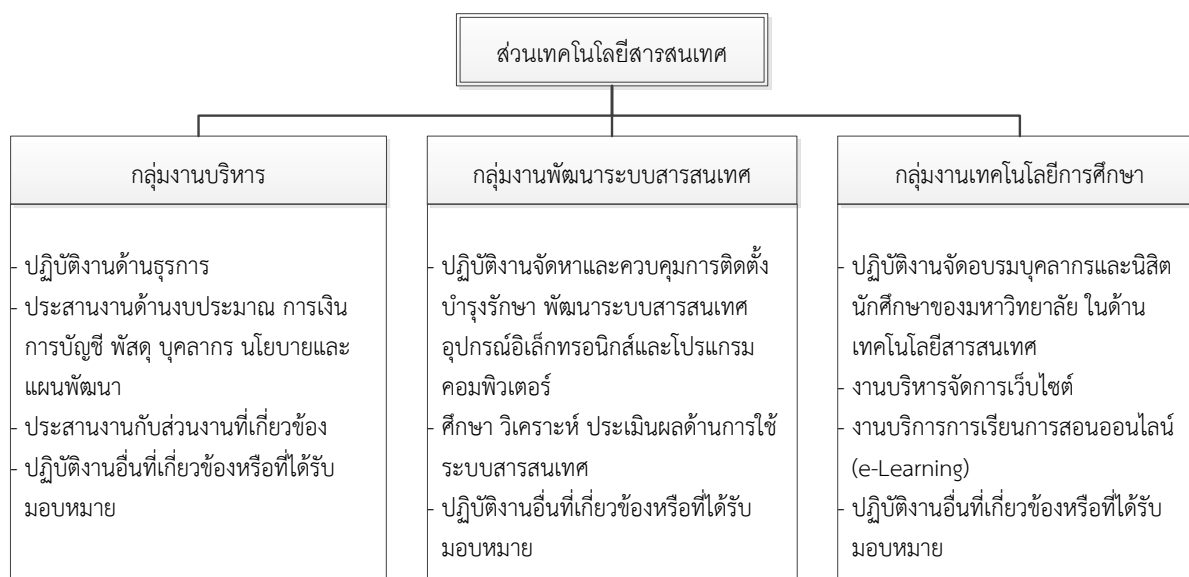 ส่วนเทคโนโลยีสารสนเทศ
กลุ่มงานบริหาร
- ปฏิบัติงานด้านธุรการ
- ประสานงานด้านงบประมาณ การเงิน
การบัญชี พัสดุ บุคลากร นโยบายและ
แผนพัฒนา
- ประสานงานกับส่วนงานที่เกี่ยวข้อง
- ปฏิบัติงานอื่นที่เกี่ยวข้องหรือที่ได้รับ
มอบหมาย
กลุ่มงานพัฒนาระบบสารสนเทศ
- ปฏิบัติงานจัดหาและควบคุมการติดตั้ง
บำรุงรักษา พัฒนาระบบสารสนเทศ
อุปกรณ์อิเล็กทรอนิกส์และโปรแกรม
คอมพิวเตอร์
- ศึกษา วิเคราะห์ ประเมินผลด้านการใช้
ระบบสารสนเทศ
- ปฏิบัติงานอื่นที่เกี่ยวข้องหรือที่ได้รับ
มอบหมาย
กลุ่มงานเทคโนโลยีการศึกษา
- ปฏิบัติงานจัดอบรมบุคลากรและนิสิต
นักศึกษาของมหาวิทยาลัย ในด้าน
เทคโนโลยีสารสนเทศ
- งานบริหารจัดการเว็บไซต์
- งานบริการการเรียนการสอนออนไลน์
(e-Learning)
- ปฏิบัติงานอื่นที่เกี่ยวข้องหรือที่ได้รับ
มอบหมาย